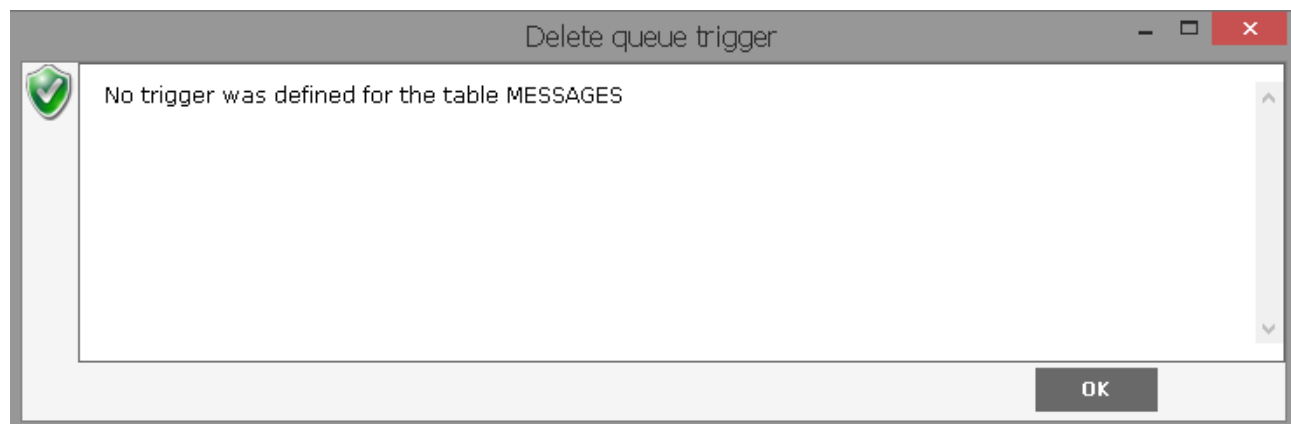 Delete queue trigger
No trigger was defined for the table MESSAGES
OK